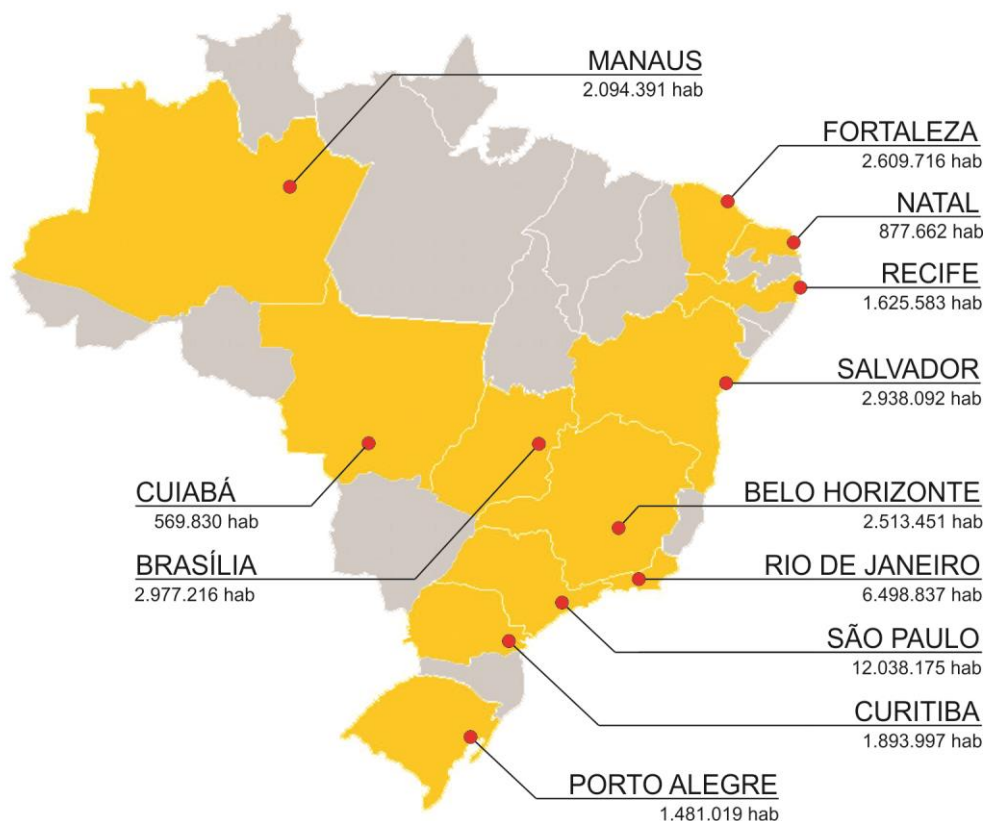 MANAUS
2.094.391 hab
FORTALEZA
2.609.716 hab
NATAL
877.662 hab
RECIFE
1.625.583 hab
SALVADOR
2.938.092 hab
CUIABÁ
569.830 hab
BELO HORIZONTE
2.513.451 hab
BRASÍLIA
2.977.216 hab
RIO DE JANEIRO
6.498.837 hab
SÃO PAULO
12.038.175 hab
CURITIBA
1.893.997 hab
PORTO ALEGRE
1.481.019 hab